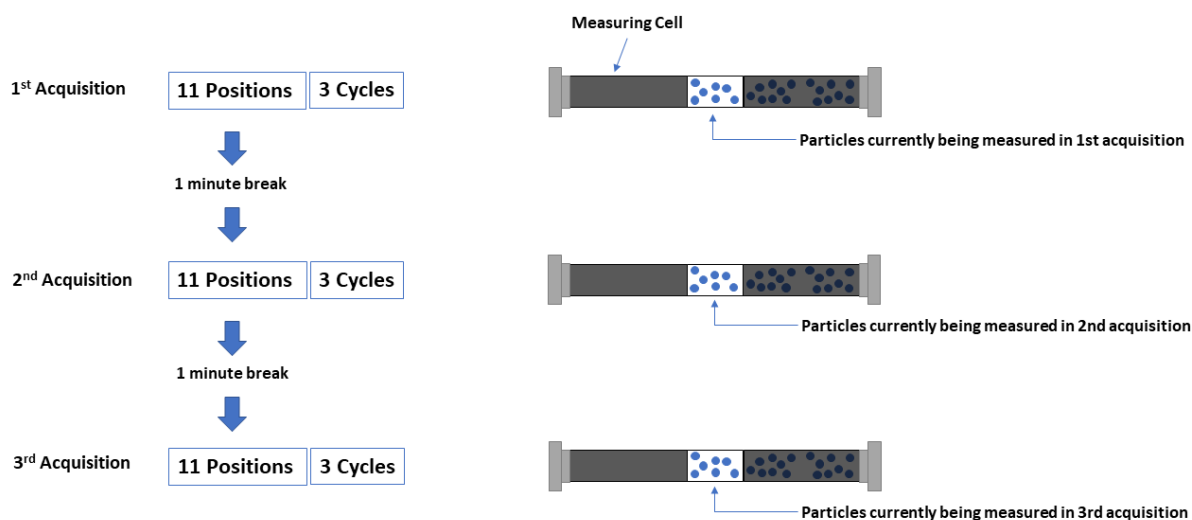 Measuring Cell
1st Acquisition
11 Positions
3 Cycles
Particles currently being measured in 1st acquisition
1 minute break
2nd Acquisition
11 Positions
3 Cycles
Particles currently being measured in 2nd acquisition
1 minute break
3rd Acquisition
11 Positions
3 Cycles
Particles currently being measured in 3rd acquisition